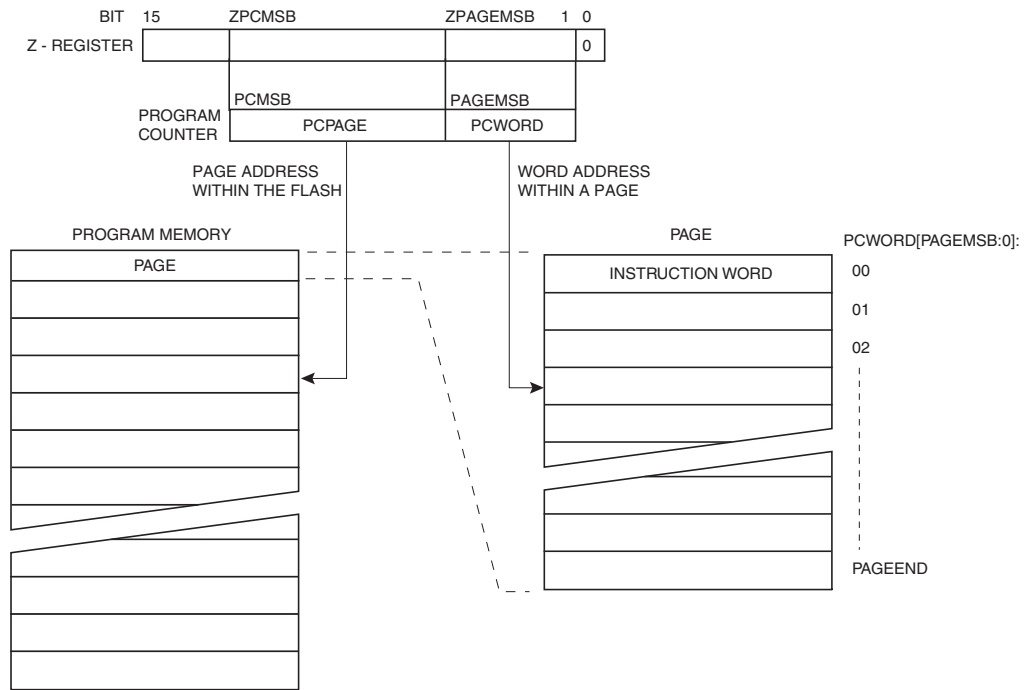 BIT 15 ZPCMSB ZPAGEMSB 1 0
Z - REGISTER 0
PCMSB PAGEMSB
PROGRAM
COUNTER
PCPAGE PCWORD
PAGE ADDRESS
WITHIN THE FLASH
WORD ADDRESS
WITHIN A PAGE
PROGRAM MEMORY
PAGE
PAGE
PCWORD[PAGEMSB:0]:
INSTRUCTION WORD
00
01
02
PAGEEND